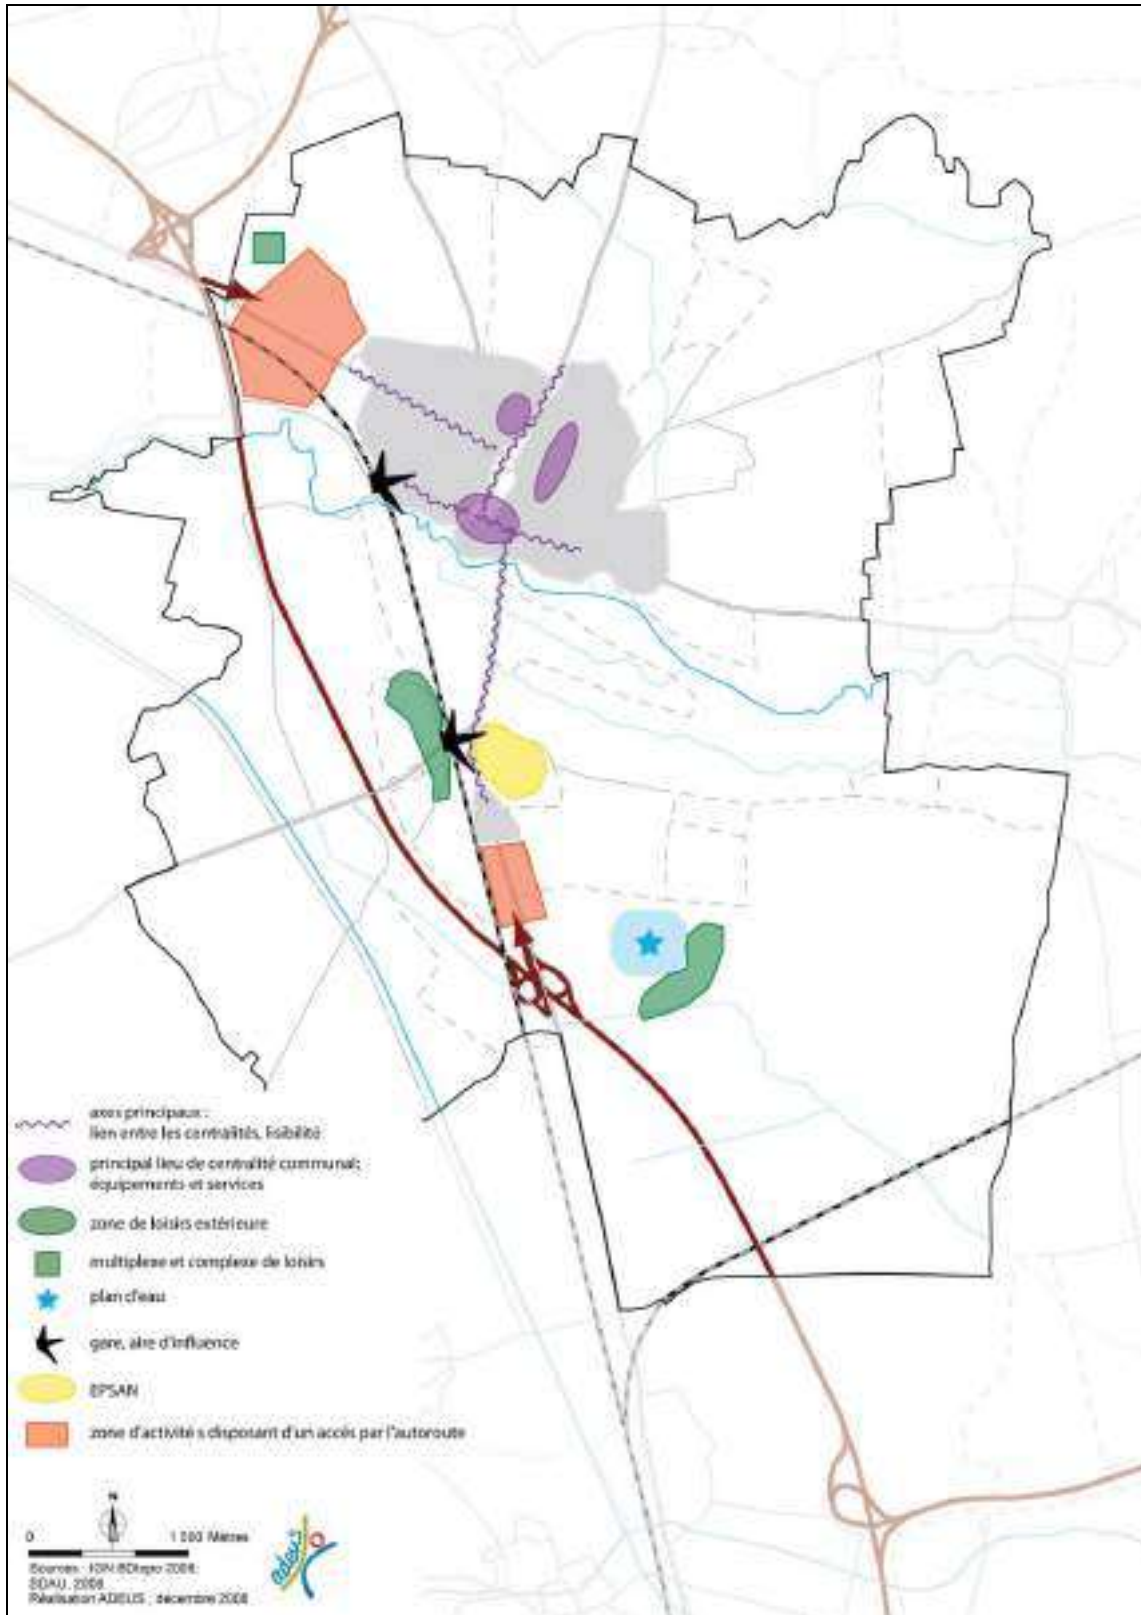 axes principaux :
lien entre les centralités, lisibilité
principal lieu de centralité communal;
équipements et services
zone de loisirs extérieure
multiplexe et complexe de loisirs
plan d'eau
gare, aire d'influence
EPSAN
zone d'activité s disposant d'un accès par l'autoroute
N
0 1 000 Mètres
Sources : IGN BDtopo 2006;
SDAU, 2008
Réalisation ADEUS ; décembre 2008
adeus